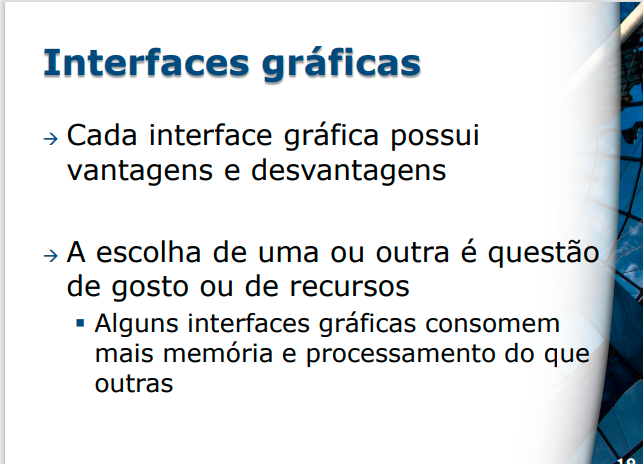 Interfaces gráficas
→ Cada interface gráfica possui
vantagens e desvantagens
→ A escolha de uma ou outra é questão
de gosto ou de recursos
▪ Alguns interfaces gráficas consomem
mais memória e processamento do que
outras